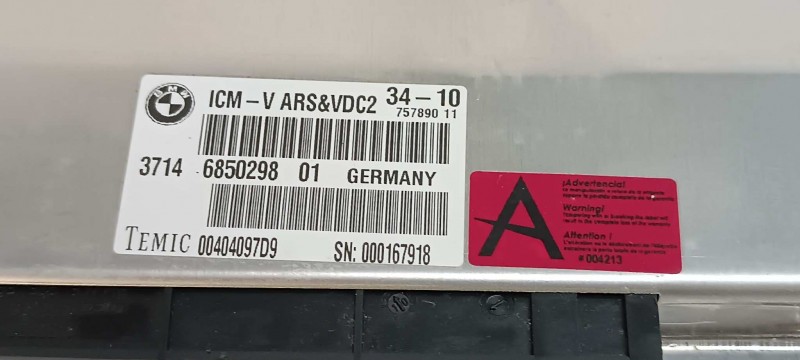 BMW
ICM-V ARS&VDC2 34-10
757890 11
3714 6850298 01 GERMANY
TEMIC 00404097D9 SN: 000167918
A
¡Advertencia!
Warning!
Attention !
#004213